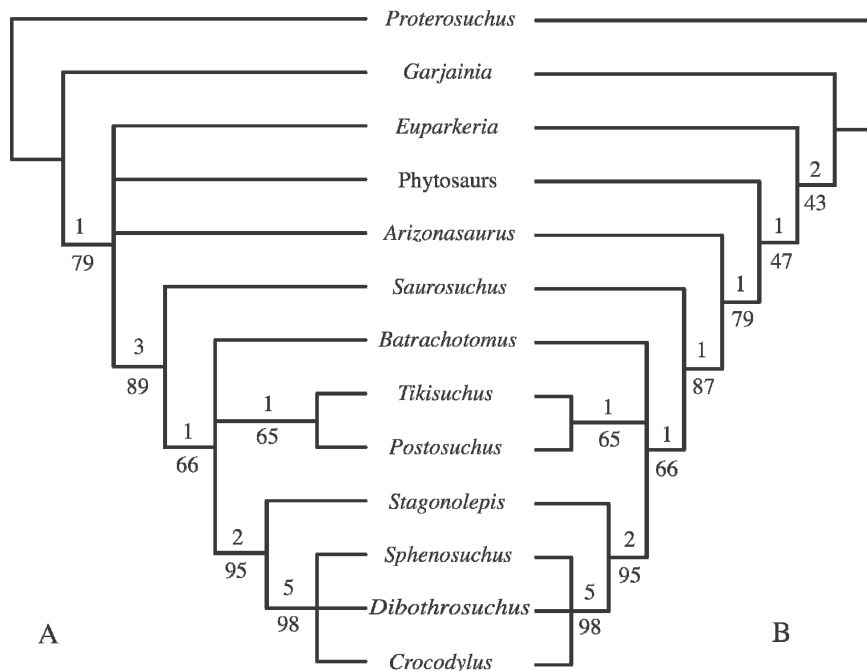 Proterosuchus
Garjainia
Euparkeria
2
Phytosaurs
43
1
1
79
Arizonasaurus
47
1
Saurosuchus
79
3
Batrachotomus
1
89
87
Tikisuchus
1
1
1
65
65
1
66
Postosuchus
66
Stagonolepis
2
2
95
Sphenosuchus
95
5
5
Dibothrosuchus
98
98
A
B
Crocodylus